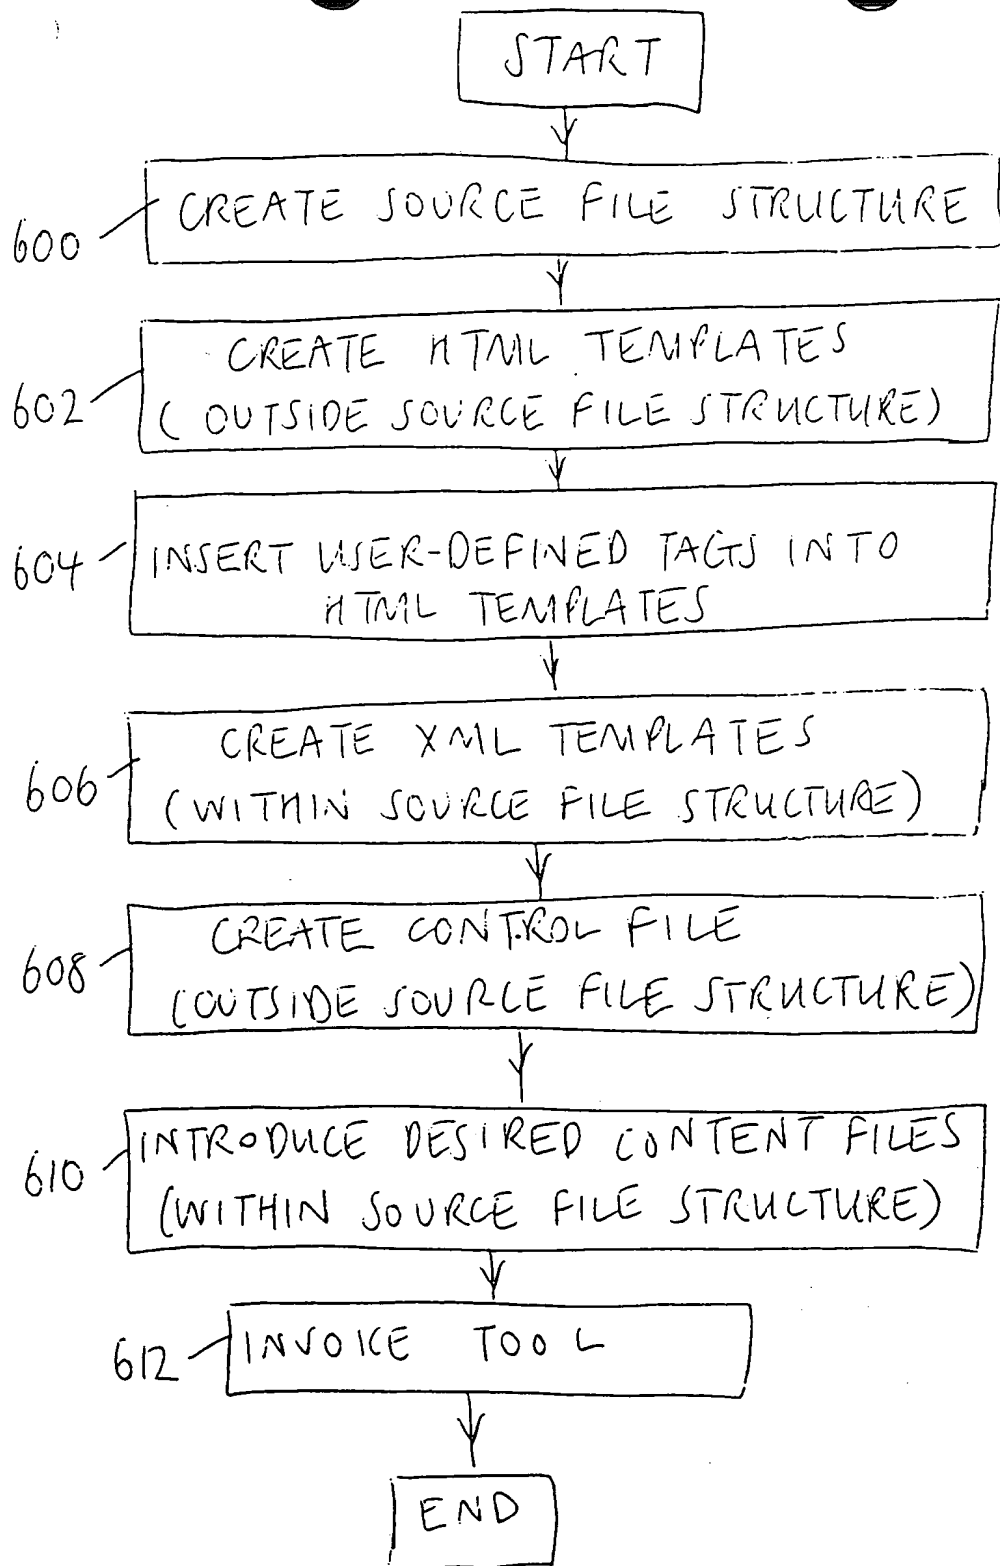 START
600
CREATE SOURCE FILE STRUCTURE
602
CREATE HTML TEMPLATES
(OUTSIDE SOURCE FILE STRUCTURE)
604
INSERT USER-DEFINED TAGS INTO
HTML TEMPLATES
606
CREATE XML TEMPLATES
(WITHIN SOURCE FILE STRUCTURE)
608
CREATE CONTROL FILE
(OUTSIDE SOURCE FILE STRUCTURE)
610
INTRODUCE DESIRED CONTENT FILES
(WITHIN SOURCE FILE STRUCTURE)
612
INVOKE TOOL
END